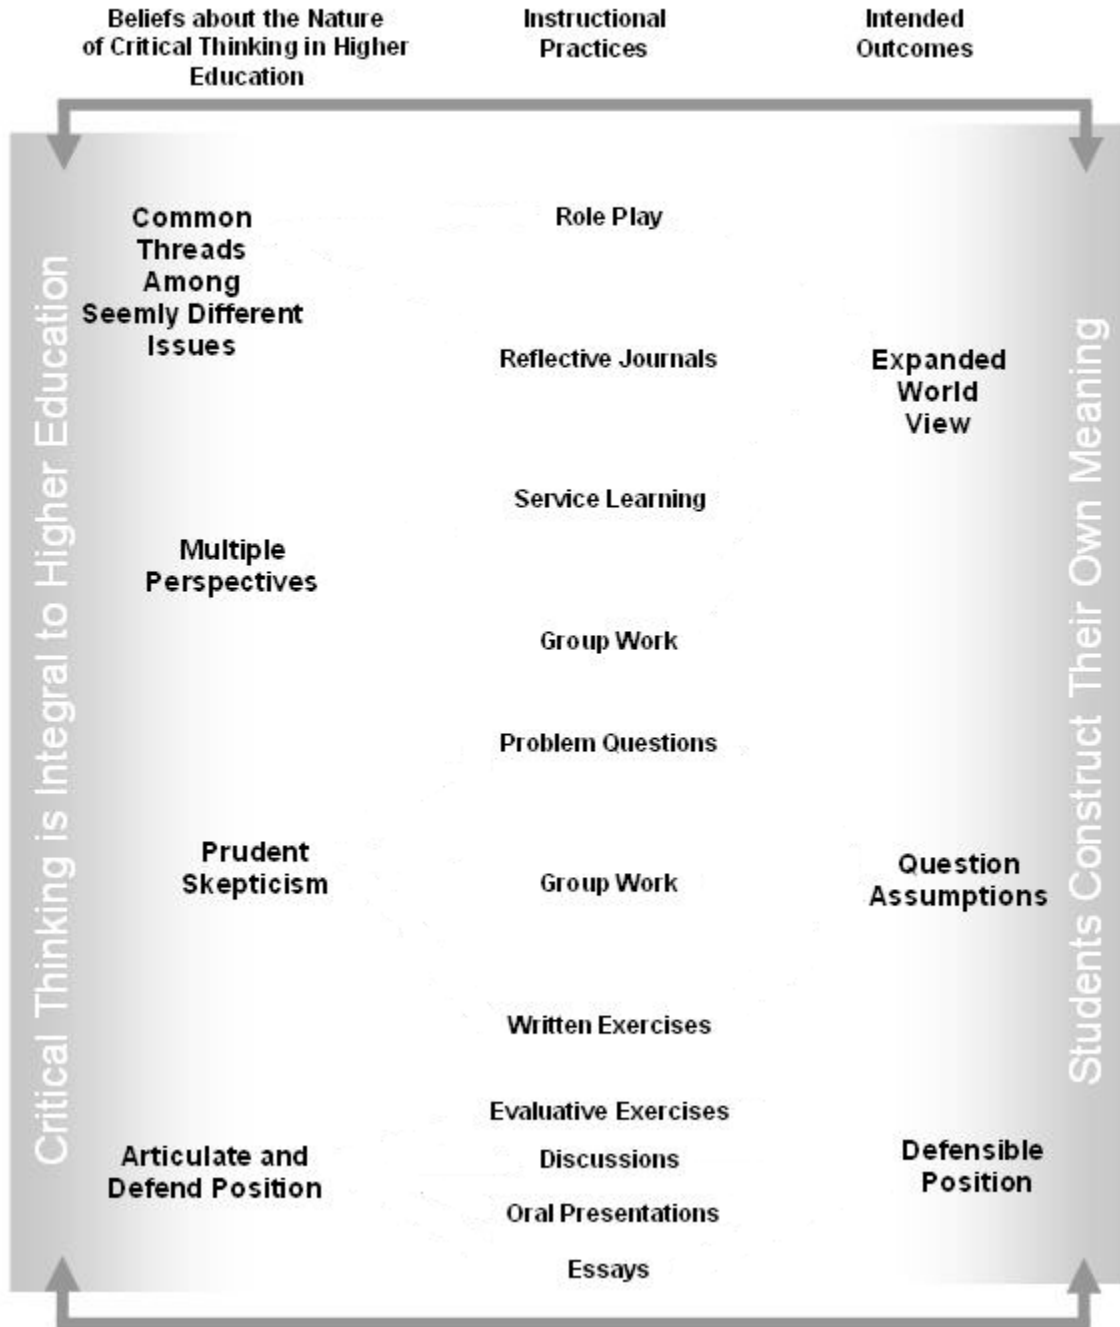 Beliefs about the Nature
of Critical Thinking in Higher
Education
Instructional
Practices
Intended
Outcomes
Critical Thinking is Integral to Higher Education
Common
Threads
Among
Seemly Different
Issues
Multiple
Perspectives
Prudent
Skepticism
Articulate and
Defend Position
Role Play
Reflective Journals
Service Learning
Group Work
Problem Questions
Group Work
Written Exercises
Evaluative Exercises
Discussions
Oral Presentations
Essays
Expanded
World
View
Question
Assumptions
Defensible
Position
Students Construct Their Own Meaning